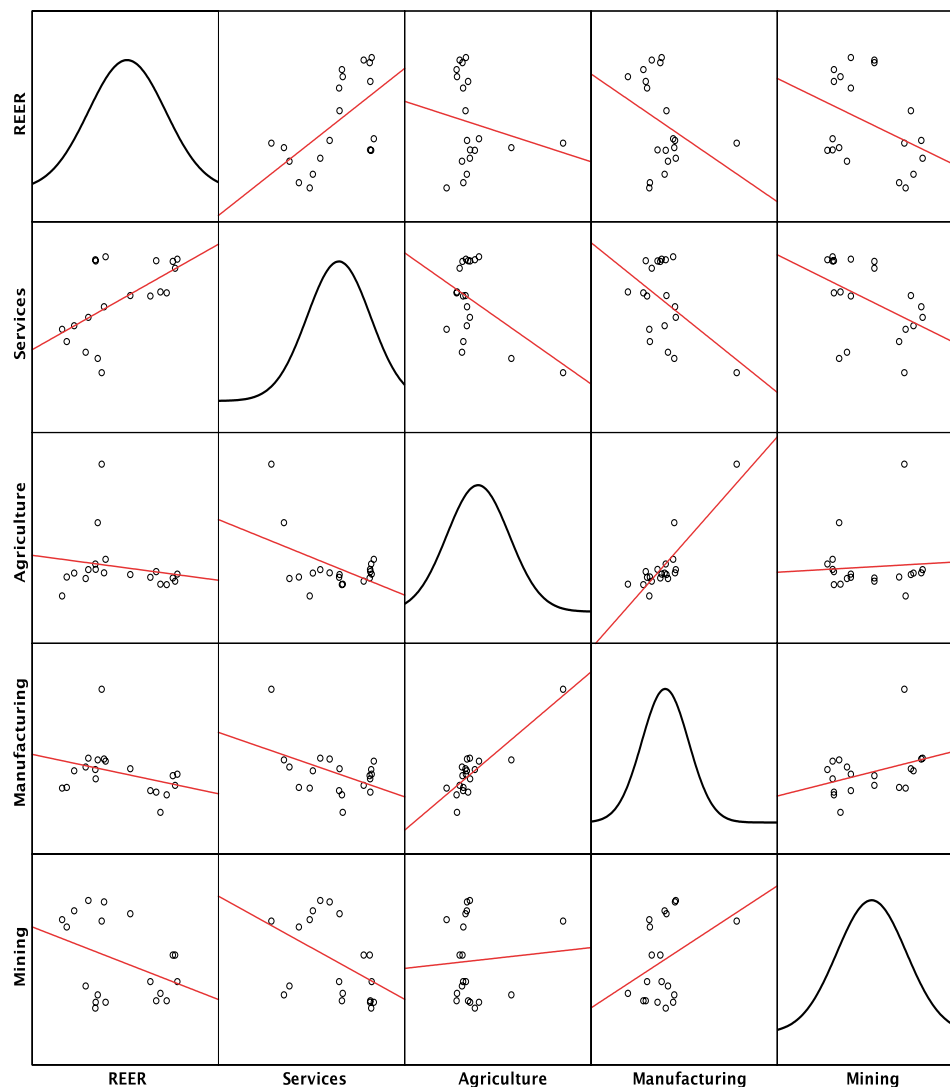 REER
Services
Agriculture
Manufacturing
Mining
REER Services Agriculture Manufacturing Mining